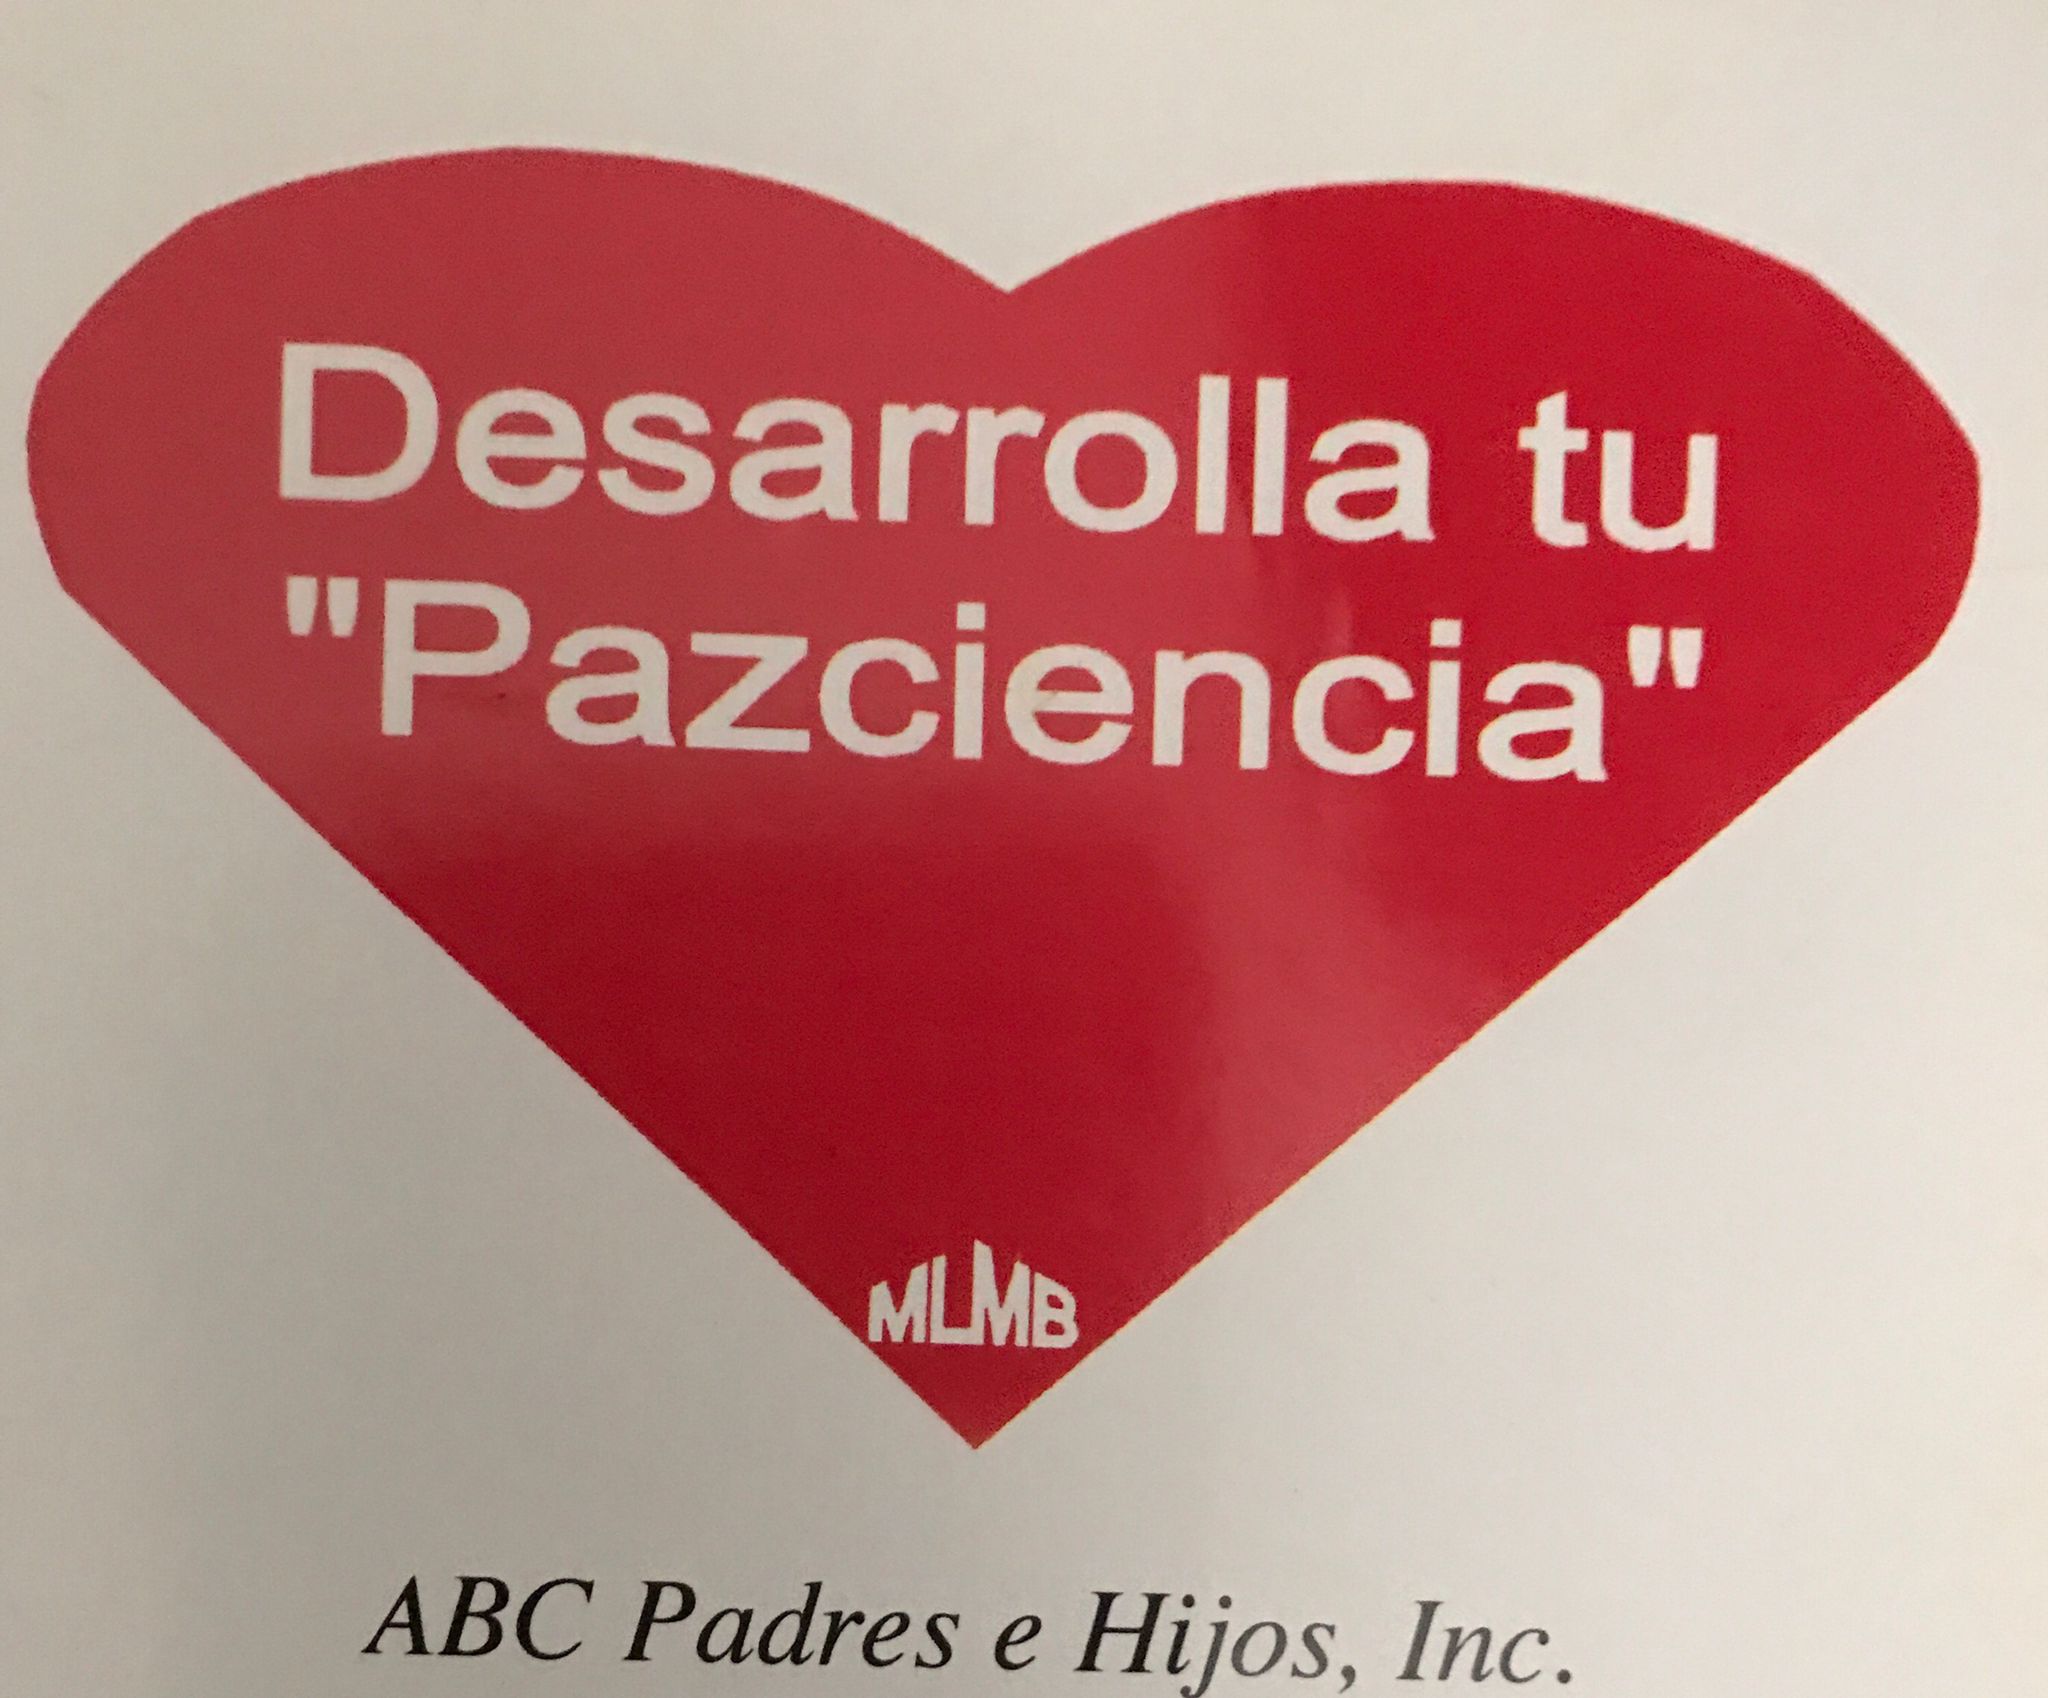 Desarrolla tu
"Pazciencia"
MLMB
ABC Padres e Hijos, Inc.